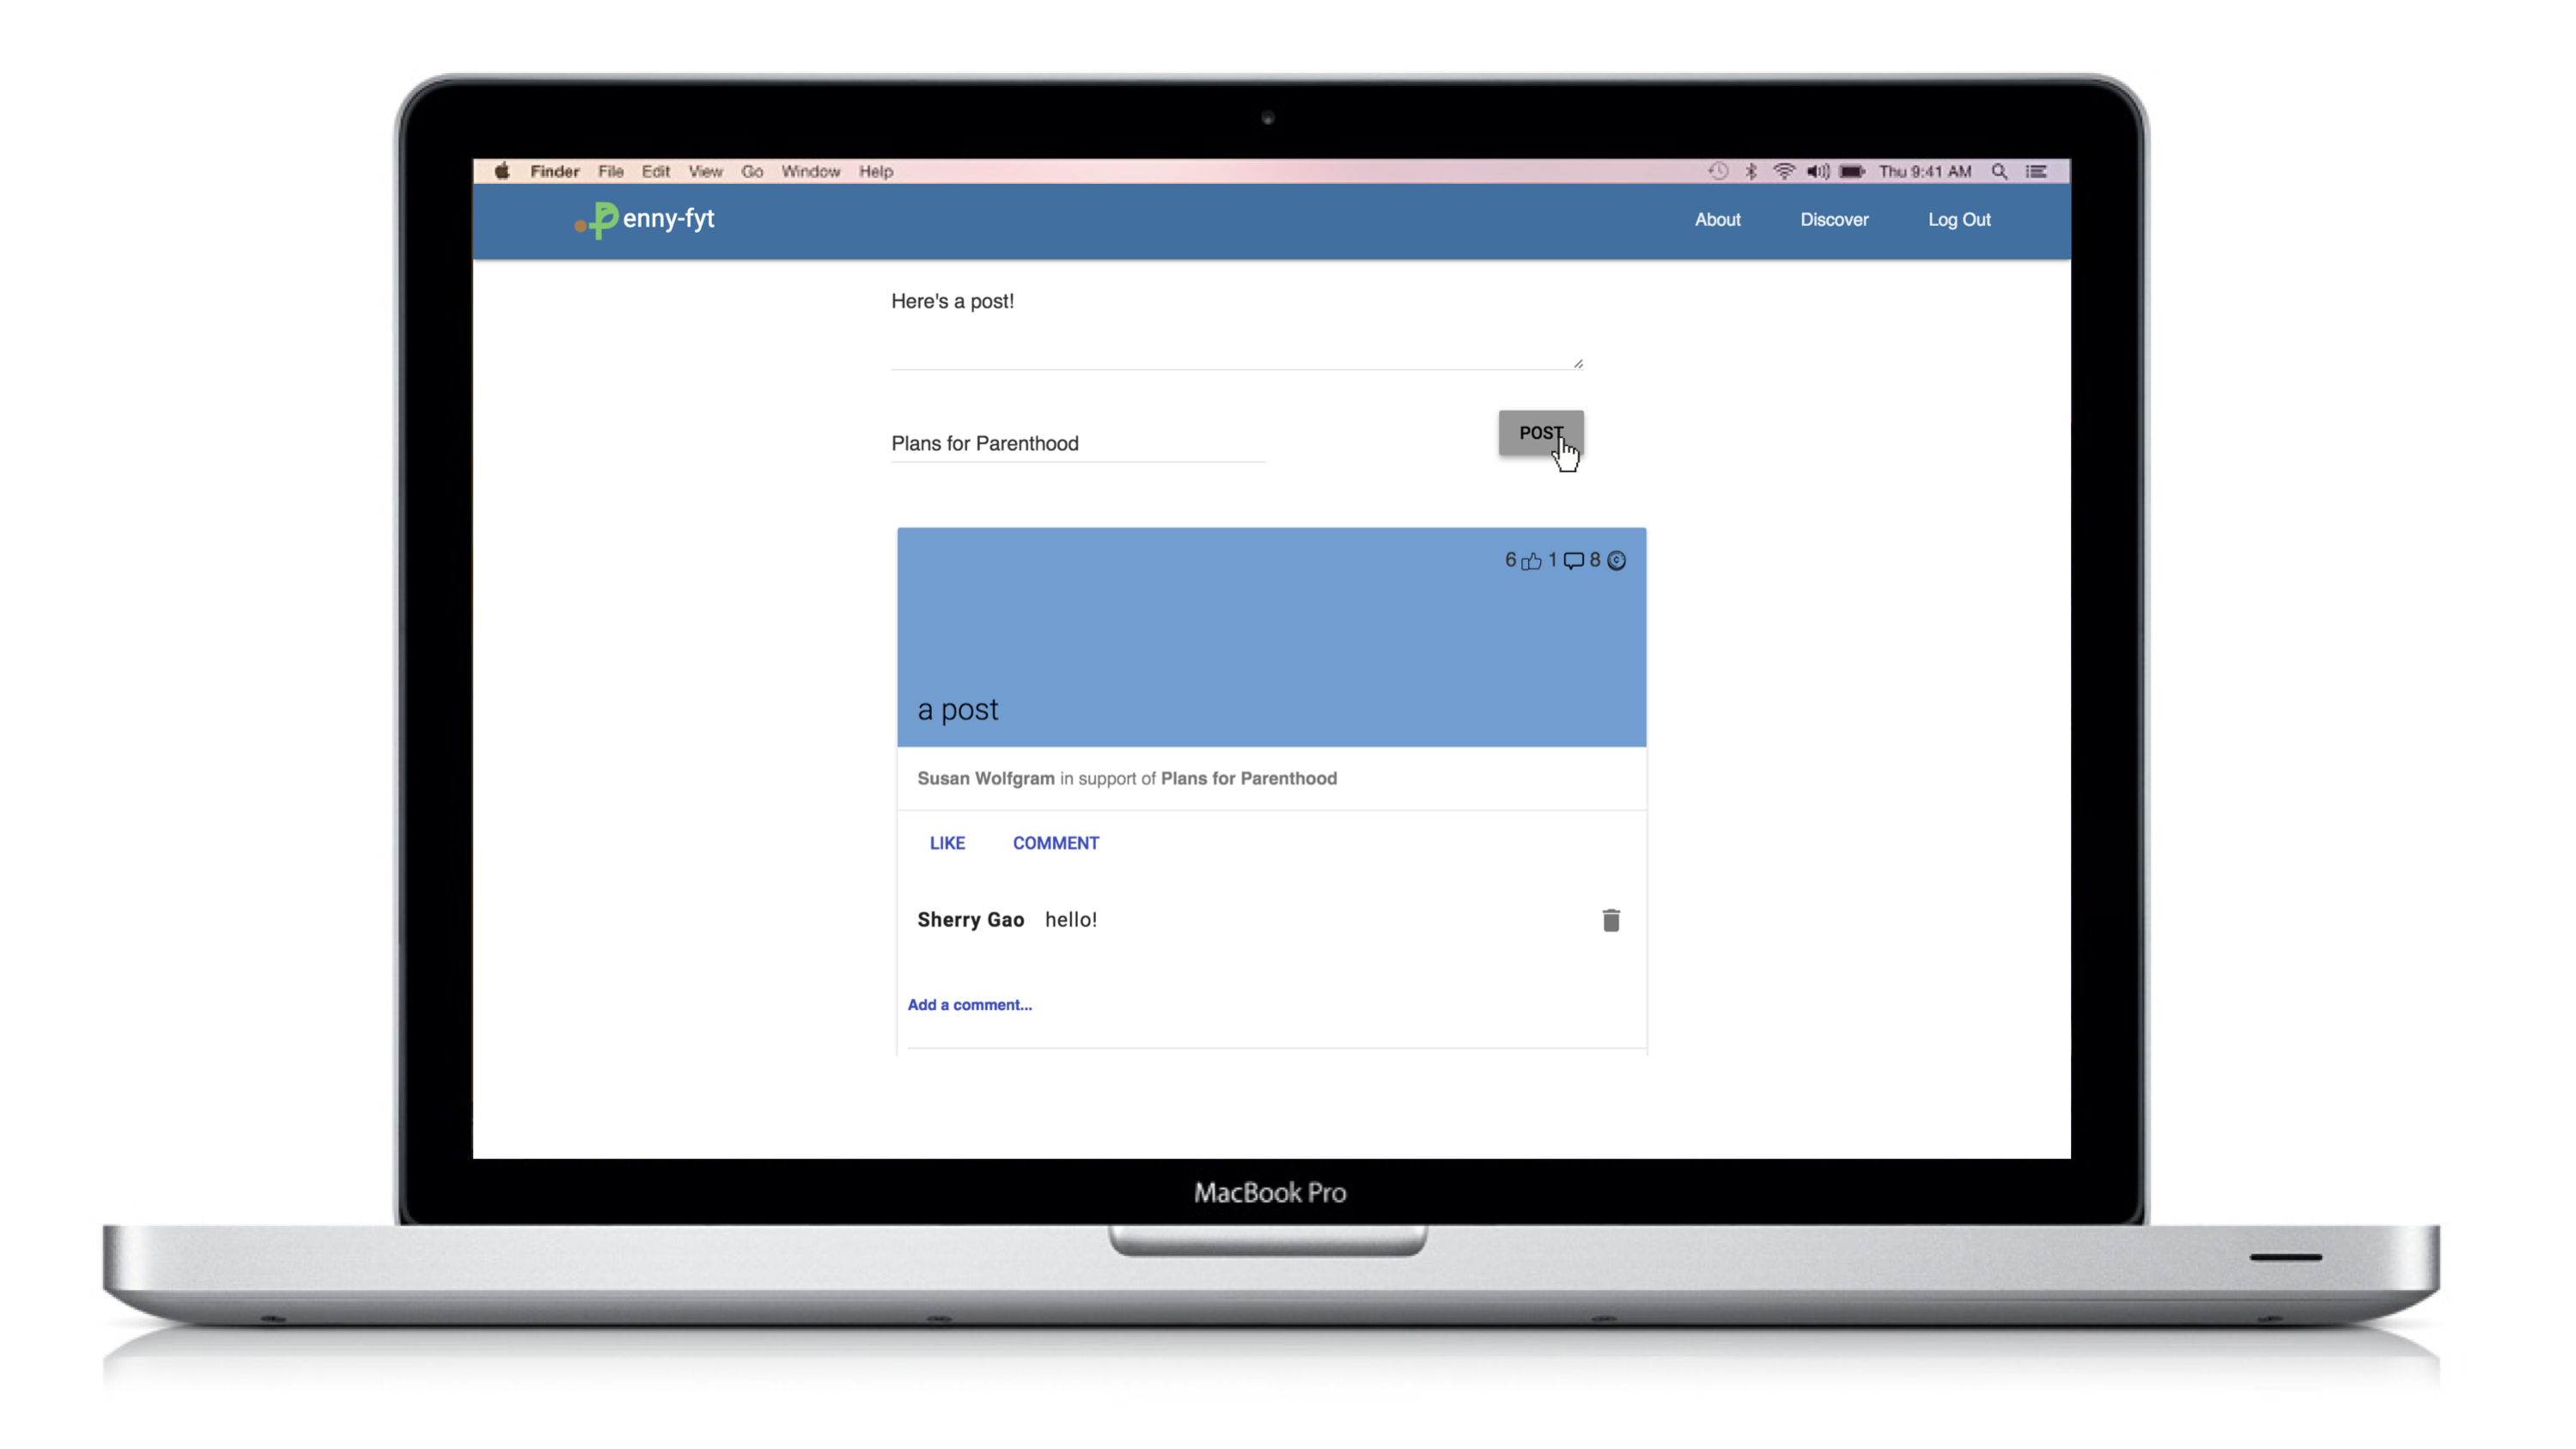 Finder File Edit View Go Window Help Thu 9:41 AM
Penny-fyt About Discover Log Out
Here's a post!
Plans for Parenthood POST
6 1 8
a post
Susan Wolfgram in support of Plans for Parenthood
LIKE COMMENT
Sherry Gao hello!
Add a comment...
MacBook Pro